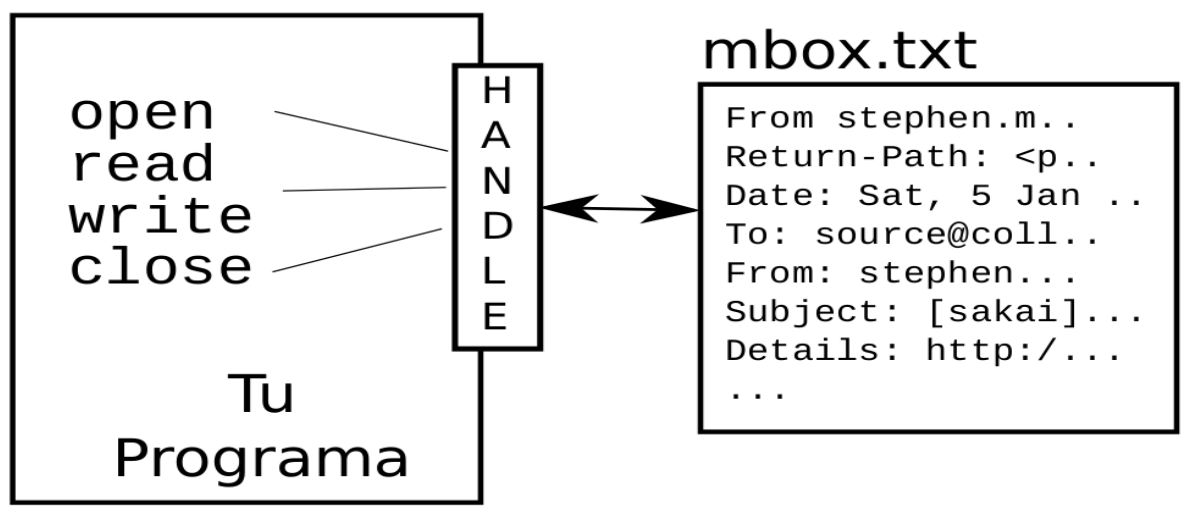 open
read
write
close
Tu
Programa
HANDLE
mbox.txt
From stephen.m..
Return-Path: <p..
Date: Sat, 5 Jan ..
To: source@coll..
From: stephen...
Subject: [sakai]...
Details: http:/...
...